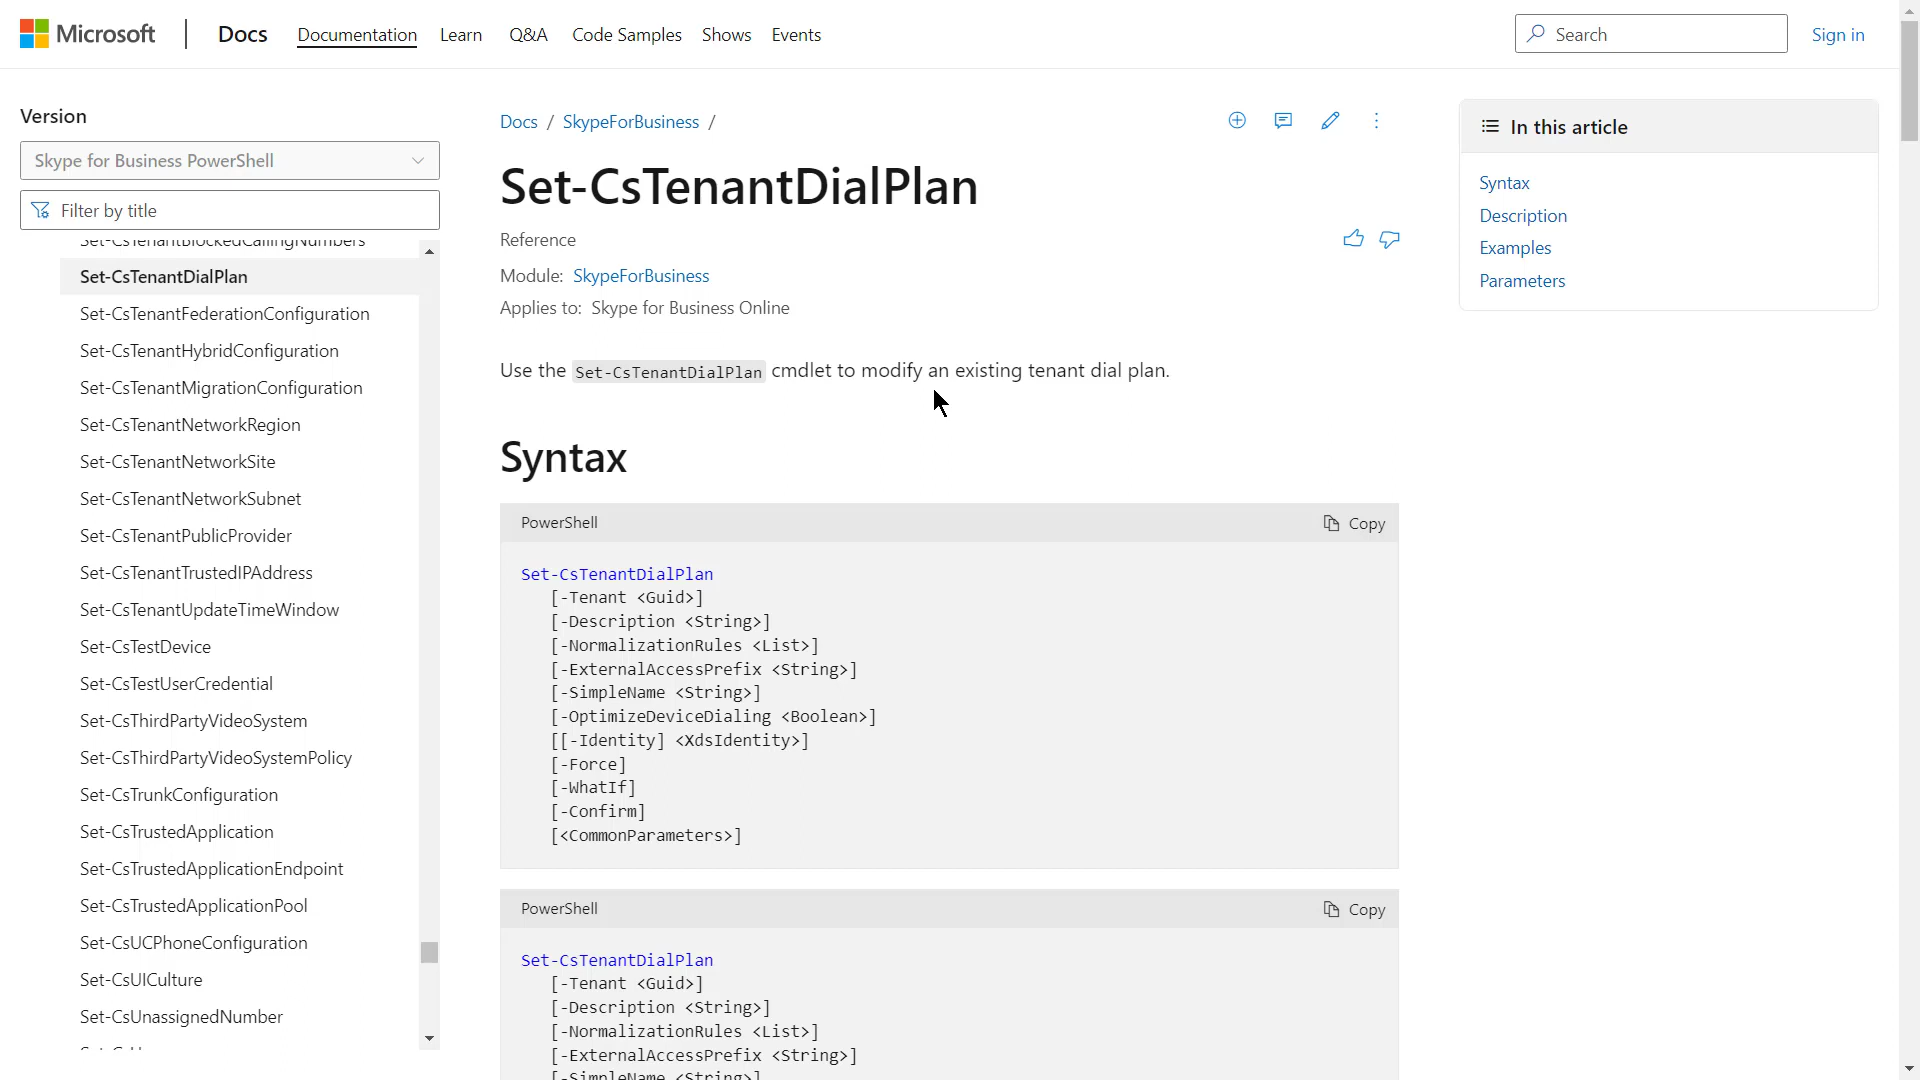 Microsoft
Docs
Documentation
Learn
Q&A
Code Samples
Shows
Events
Search
Sign in
Version
Skype for Business PowerShell
Filter by title
Set-CsTenantBlockedCallingNumbers
Set-CsTenantDialPlan
Set-CsTenantFederationConfiguration
Set-CsTenantHybridConfiguration
Set-CsTenantMigrationConfiguration
Set-CsTenantNetworkRegion
Set-CsTenantNetworkSite
Set-CsTenantNetworkSubnet
Set-CsTenantPublicProvider
Set-CsTenantTrustedIPAddress
Set-CsTenantUpdateTimeWindow
Set-CsTestDevice
Set-CsTestUserCredential
Set-CsThirdPartyVideoSystem
Set-CsThirdPartyVideoSystemPolicy
Set-CsTrunkConfiguration
Set-CsTrustedApplication
Set-CsTrustedApplicationEndpoint
Set-CsTrustedApplicationPool
Set-CsUCPhoneConfiguration
Set-CsUICulture
Set-CsUnassignedNumber
Docs / SkypeForBusiness /
Set-CsTenantDialPlan
Reference
Module: SkypeForBusiness
Applies to: Skype for Business Online
Use the Set-CsTenantDialPlan cmdlet to modify an existing tenant dial plan.
Syntax
PowerShell
Copy
Set-CsTenantDialPlan
[-Tenant <Guid>]
[-Description <String>]
[-NormalizationRules <List>]
[-ExternalAccessPrefix <String>]
[-SimpleName <String>]
[-OptimizeDeviceDialing <Boolean>]
[[-Identity] <XdsIdentity>]
[-Force]
[-WhatIf]
[-Confirm]
[<CommonParameters>]
PowerShell
Copy
Set-CsTenantDialPlan
[-Tenant <Guid>]
[-Description <String>]
[-NormalizationRules <List>]
[-ExternalAccessPrefix <String>]
[-SimpleName <String>]
In this article
Syntax
Description
Examples
Parameters